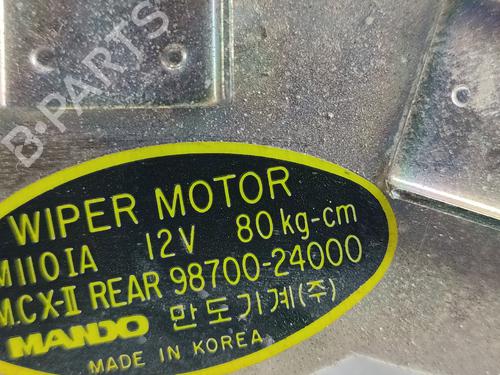 B-PARTS
WIPER MOTOR
M1101A 12V 80kg-cm
M.CX-II REAR 98700-24000
MANDO 만도기계(주)
MADE IN KOREA